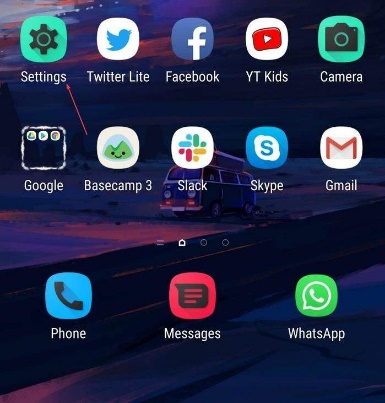 Settings Twitter Lite Facebook YT Kids Camera
Google Basecamp 3 Slack Skype Gmail
Phone Messages WhatsApp